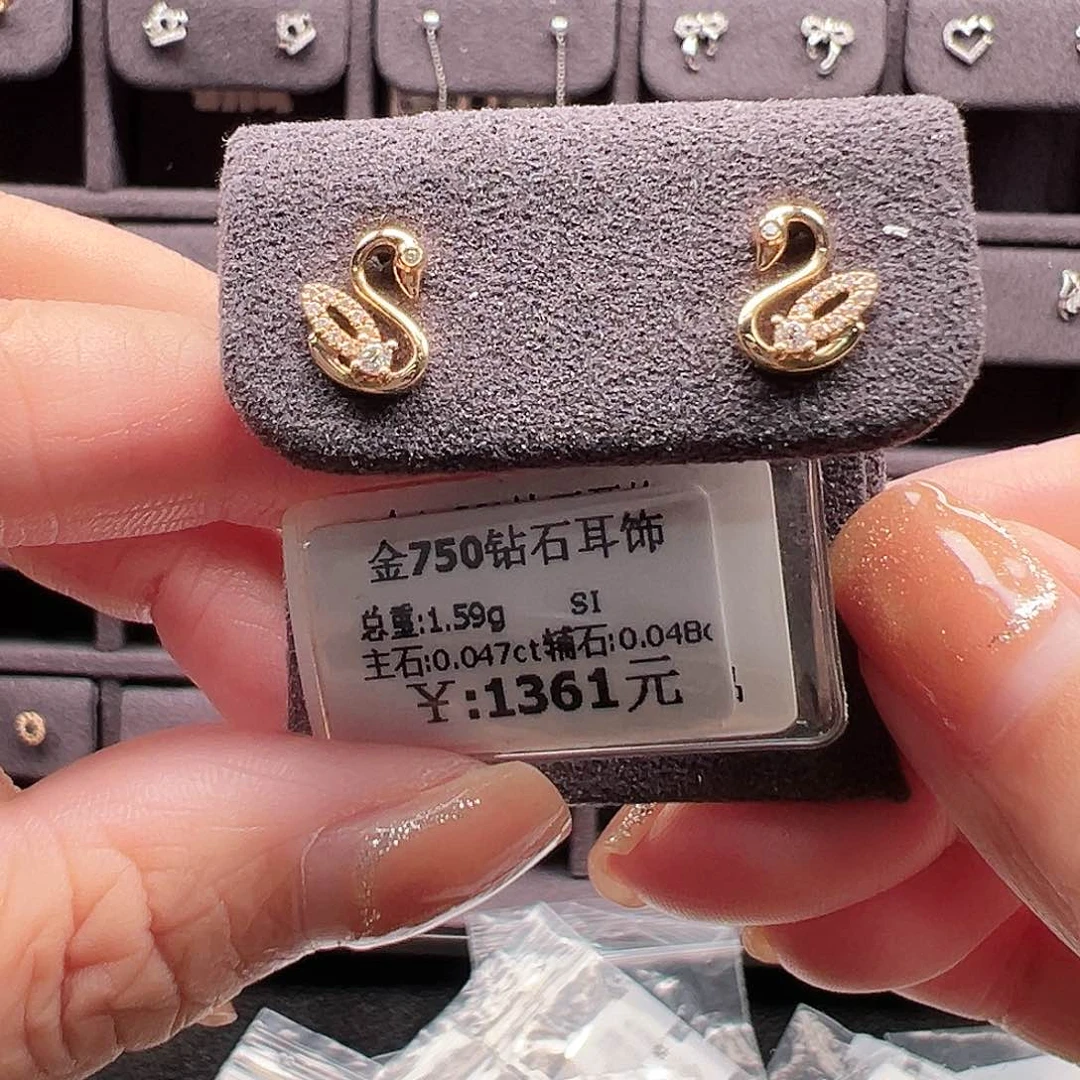 金750钻石耳饰
总重:1.59g SI
主石:0.047ct辅石:0.048
￥:1361元